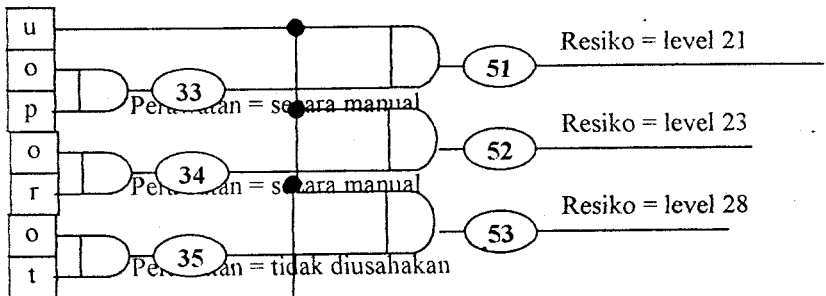 u
Resiko = level 21
o
51
33
p
Perawatan = secara manual
Resiko = level 23
o
52
34
r
Perawatan = secara manual
Resiko = level 28
o
53
35
t
Perawatan = tidak diusahakan